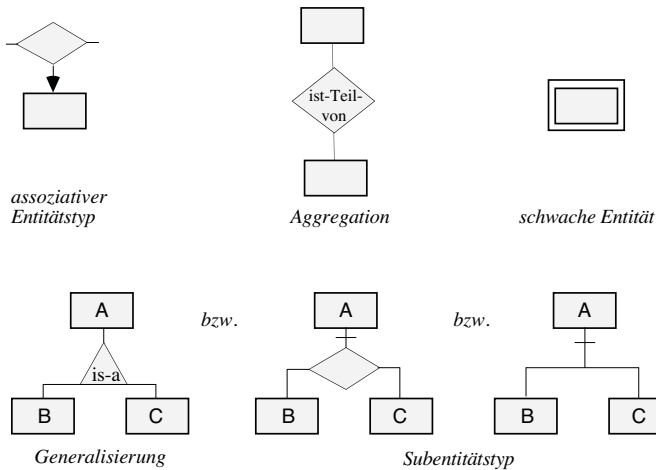 ist-Teil-
von
assoziativer
Entitätstyp
Aggregation
schwache Entität
A
bzw.
A
bzw.
A
is-a
B
C
B
C
B
C
Generalisierung
Subentitätstyp